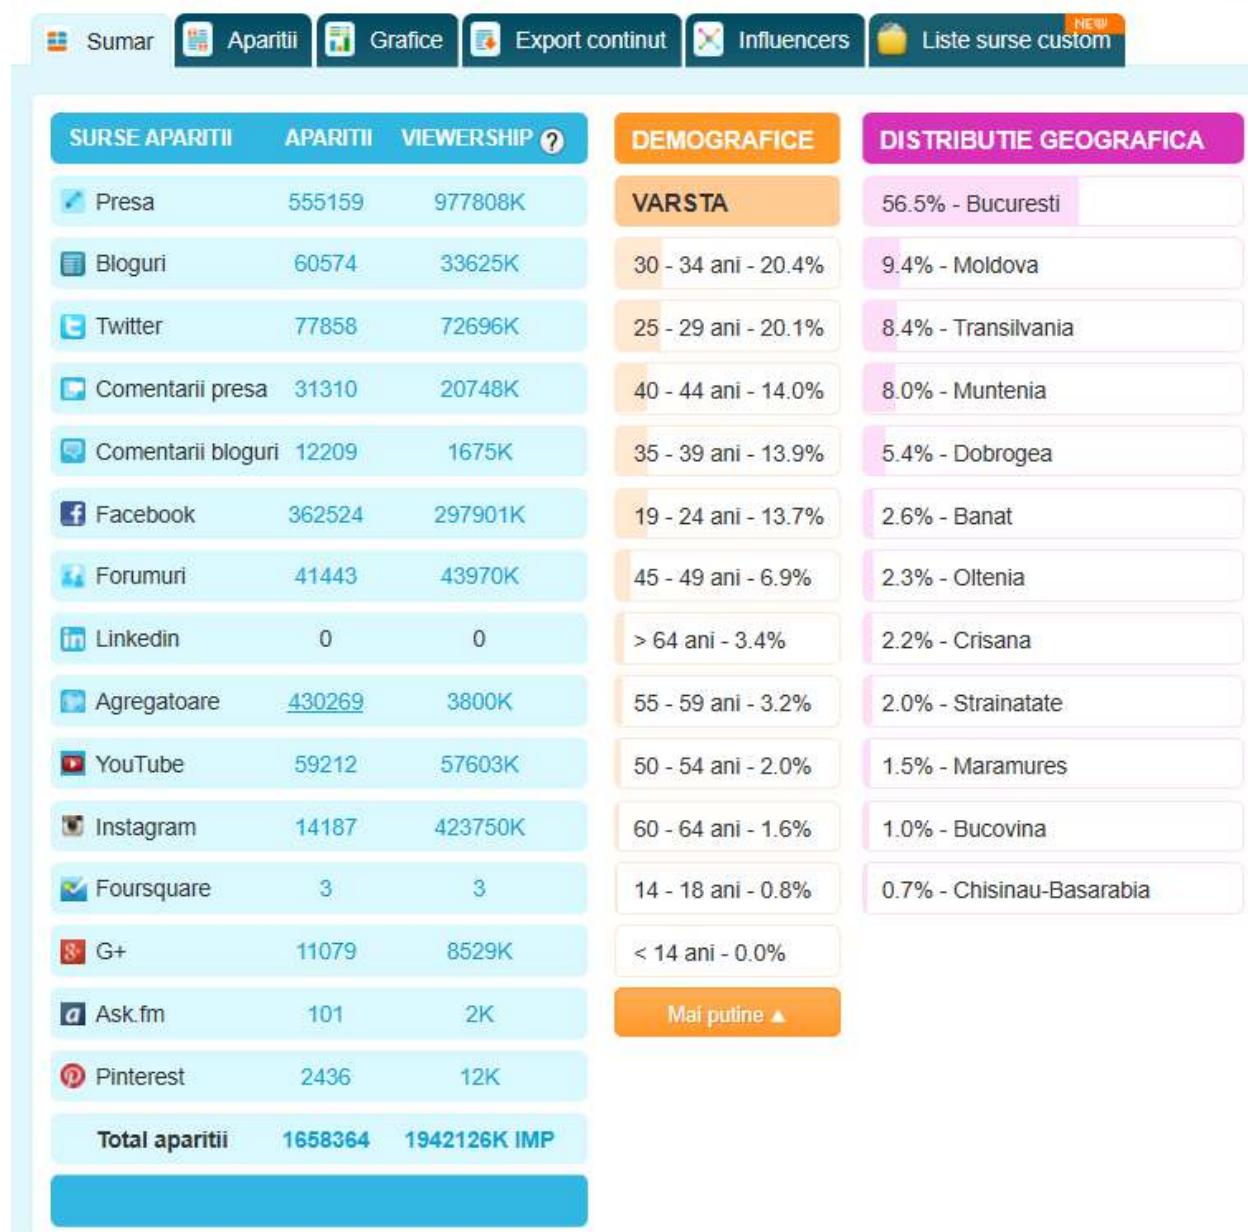 Sumar Aparitii Grafice Export continut Influencers Liste surse custom NEW
SURSE APARITII APARITII VIEWERSHIP ?
Presa 555159 977808K
Bloguri 60574 33625K
Twitter 77858 72696K
Comentarii presa 31310 20748K
Comentarii bloguri 12209 1675K
Facebook 362524 297901K
Forumuri 41443 43970K
Linkedin 0 0
Agregatoare 430269 3800K
YouTube 59212 57603K
Instagram 14187 423750K
Foursquare 3 3
G+ 11079 8529K
Ask.fm 101 2K
Pinterest 2436 12K
Total aparitii 1658364 1942126K IMP
DEMOGRAFICE
VARSTA
30 - 34 ani - 20.4%
25 - 29 ani - 20.1%
40 - 44 ani - 14.0%
35 - 39 ani - 13.9%
19 - 24 ani - 13.7%
45 - 49 ani - 6.9%
> 64 ani - 3.4%
55 - 59 ani - 3.2%
50 - 54 ani - 2.0%
60 - 64 ani - 1.6%
14 - 18 ani - 0.8%
< 14 ani - 0.0%
Mai putine ▲
DISTRIBUTIE GEOGRAFICA
56.5% - Bucuresti
9.4% - Moldova
8.4% - Transilvania
8.0% - Muntenia
5.4% - Dobrogea
2.6% - Banat
2.3% - Oltenia
2.2% - Crisana
2.0% - Strainatate
1.5% - Maramures
1.0% - Bucovina
0.7% - Chisinau-Basarabia